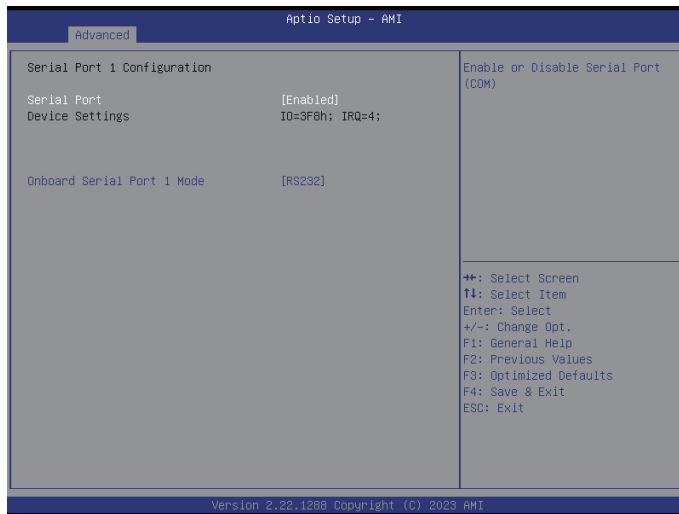 Aptio Setup – AMI
Advanced
Serial Port 1 Configuration
Serial Port [Enabled]
Device Settings IO=3F8h; IRQ=4;
Onboard Serial Port 1 Mode [RS232]
Enable or Disable Serial Port
(COM)
→←: Select Screen
↑↓: Select Item
Enter: Select
+/-: Change Opt.
F1: General Help
F2: Previous Values
F3: Optimized Defaults
F4: Save & Exit
ESC: Exit
Version 2.22.1288 Copyright (C) 2023 AMI